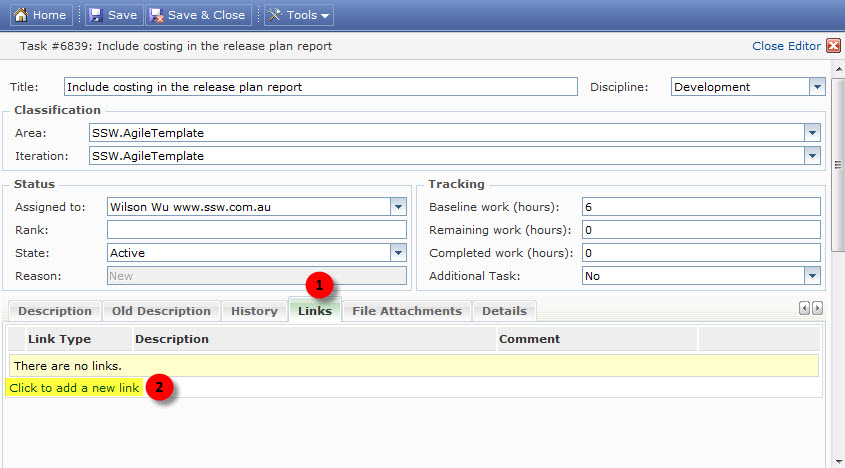 Home Save Save & Close Tools
Task #6839: Include costing in the release plan report Close Editor
Title: Include costing in the release plan report Discipline: Development
Classification
Area: SSW.AgileTemplate
Iteration: SSW.AgileTemplate
Status Tracking
Assigned to: Wilson Wu www.ssw.com.au Baseline work (hours): 6
Rank: Remaining work (hours): 0
State: Active Completed work (hours): 0
Reason: New Additional Task: No
1
Description Old Description History Links File Attachments Details
Link Type Description Comment
There are no links.
Click to add a new link 2